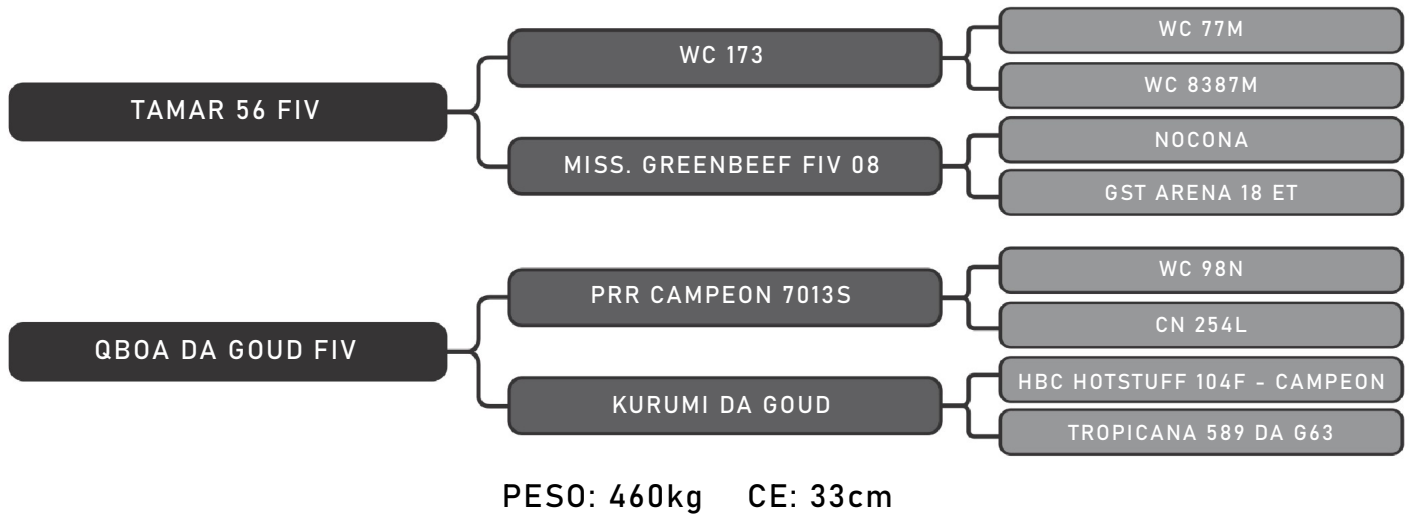 WC 77M
WC 173
WC 8387M
TAMAR 56 FIV
NOCONA
MISS. GREENBEEF FIV 08
GST ARENA 18 ET
WC 98N
PRR CAMPEON 7013S
CN 254L
QBOA DA GOUD FIV
HBC HOTSTUFF 104F - CAMPEON
KURUMI DA GOUD
TROPICANA 589 DA G63
PESO: 460kg CE: 33cm